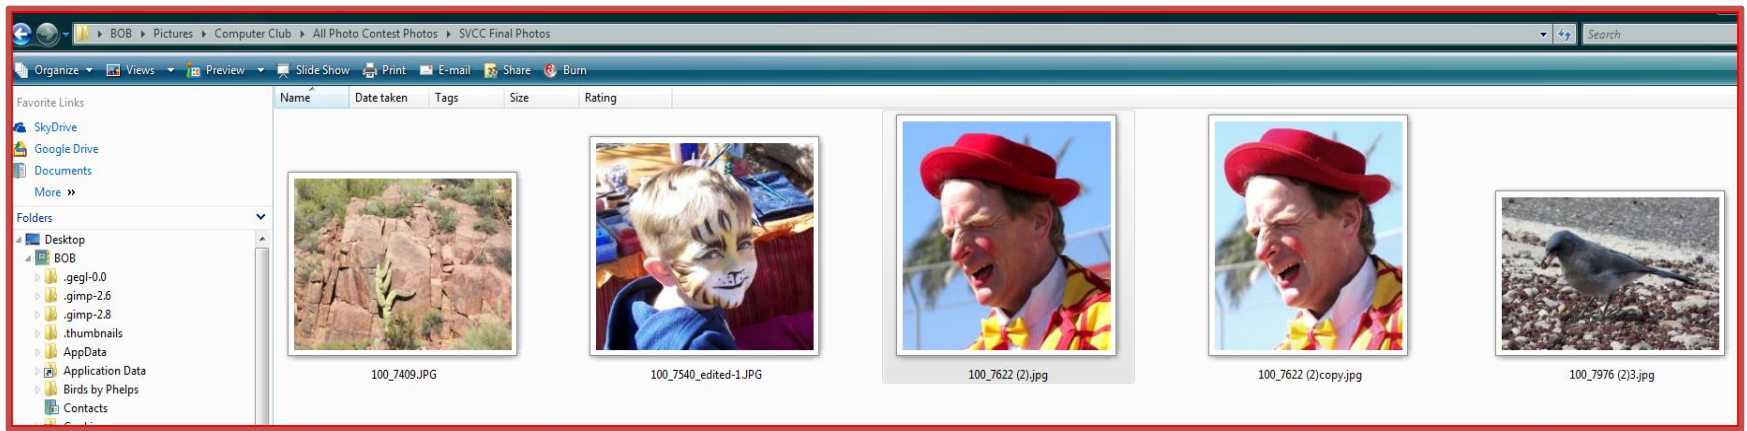 BOB Pictures Computer Club All Photo Contest Photos SVCC Final Photos Search
Organize Views Preview Slide Show Print E-mail Share Burn
Favorite Links
SkyDrive
Google Drive
Documents
More »
Folders
Desktop
BOB
.gegl-0.0
.gimp-2.6
.gimp-2.8
.thumbnails
AppData
Application Data
Birds by Phelps
Contacts
Name Date taken Tags Size Rating
100_7409.JPG 100_7540_edited-1.JPG 100_7622 (2).jpg 100_7622 (2)copy.jpg 100_7976 (2)3.jpg